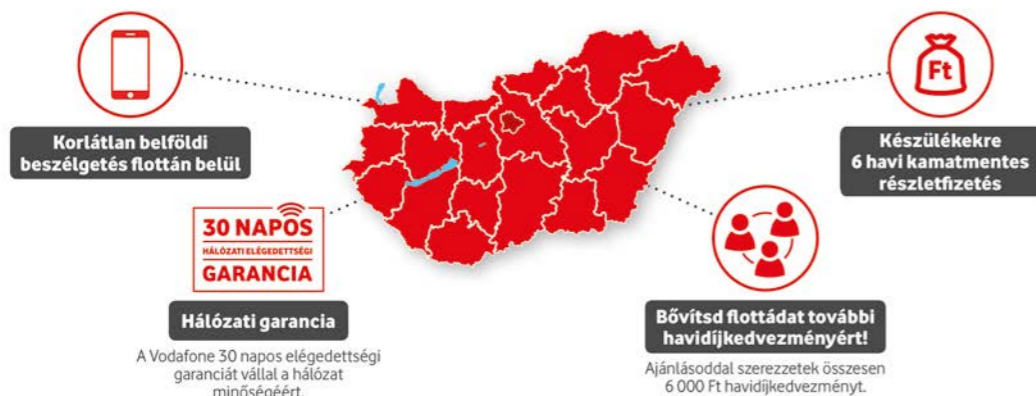 Korlátlan belföldi
beszélgetés flottán belül
Ft
Készülékekre
6 havi kamatmentes
részletfizetés
30 NAPOS
HÁLÓZATI ELÉGEDETTSÉGI
GARANCIA
Hálózati garancia
A Vodafone 30 napos elégedettségi
garanciát vállal a hálózat
minőségéért.
Bővítsd flottádat további
havidíjkedvezményért!
Ajánlásoddal szerezzetek összesen
6 000 Ft havidíjkedvezményt.